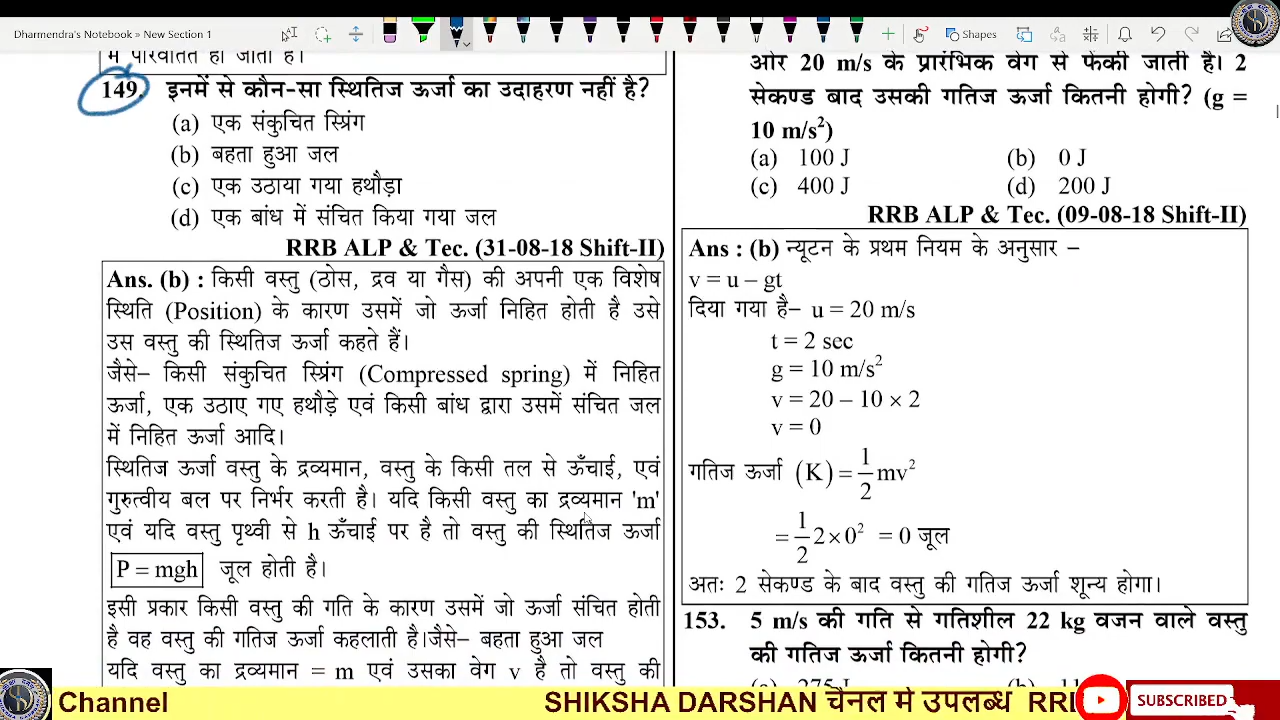 Dharmendra's Notebook » New Section 1
Shapes
में परिवर्तित हो जाती है।
149. इनमें से कौन-सा स्थितिज ऊर्जा का उदाहरण नहीं है?
(a) एक संकुचित स्प्रिंग
(b) बहता हुआ जल
(c) एक उठाया गया हथौड़ा
(d) एक बांध में संचित किया गया जल
RRB ALP & Tec. (31-08-18 Shift-II)
Ans. (b) : किसी वस्तु (ठोस, द्रव या गैस) की अपनी एक विशेष
स्थिति (Position) के कारण उसमें जो ऊर्जा निहित होती है उसे
उस वस्तु की स्थितिज ऊर्जा कहते हैं।
जैसे– किसी संकुचित स्प्रिंग (Compressed spring) में निहित
ऊर्जा, एक उठाए गए हथौड़े एवं किसी बांध द्वारा उसमें संचित जल
में निहित ऊर्जा आदि।
स्थितिज ऊर्जा वस्तु के द्रव्यमान, वस्तु के किसी तल से ऊँचाई, एवं
गुरुत्वीय बल पर निर्भर करती है। यदि किसी वस्तु का द्रव्यमान 'm'
एवं यदि वस्तु पृथ्वी से h ऊँचाई पर है तो वस्तु की स्थितिज ऊर्जा
P = mgh जूल होती है।
इसी प्रकार किसी वस्तु की गति के कारण उसमें जो ऊर्जा संचित होती
है वह वस्तु की गतिज ऊर्जा कहलाती है।जैसे– बहता हुआ जल
यदि वस्तु का द्रव्यमान = m एवं उसका वेग v है तो वस्तु की
ओर 20 m/s के प्रारंभिक वेग से फेंकी जाती है। 2
सेकण्ड बाद उसकी गतिज ऊर्जा कितनी होगी? (g =
10 m/s²)
(a) 100 J (b) 0 J
(c) 400 J (d) 200 J
RRB ALP & Tec. (09-08-18 Shift-II)
Ans : (b) न्यूटन के प्रथम नियम के अनुसार –
v = u – gt
दिया गया है– u = 20 m/s
t = 2 sec
g = 10 m/s²
v = 20 – 10 × 2
v = 0
गतिज ऊर्जा (K) = 1/2 mv²
= 1/2 2 × 0² = 0 जूल
अतः 2 सेकण्ड के बाद वस्तु की गतिज ऊर्जा शून्य होगा।
153. 5 m/s की गति से गतिशील 22 kg वजन वाले वस्तु
की गतिज ऊर्जा कितनी होगी?
(a) 275 J
Channel SHIKSHA DARSHAN चैनल मे उपलब्ध RRB
SUBSCRIBED